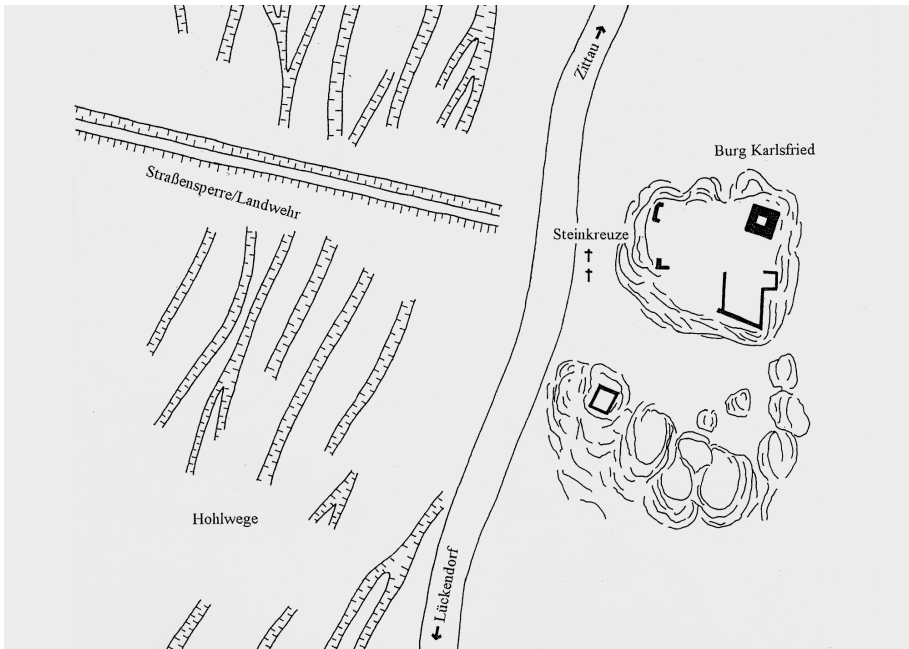 Zittau
Burg Karlsfried
Straßensperre/Landwehr
Steinkreuze
Hohlwege
Lückendorf